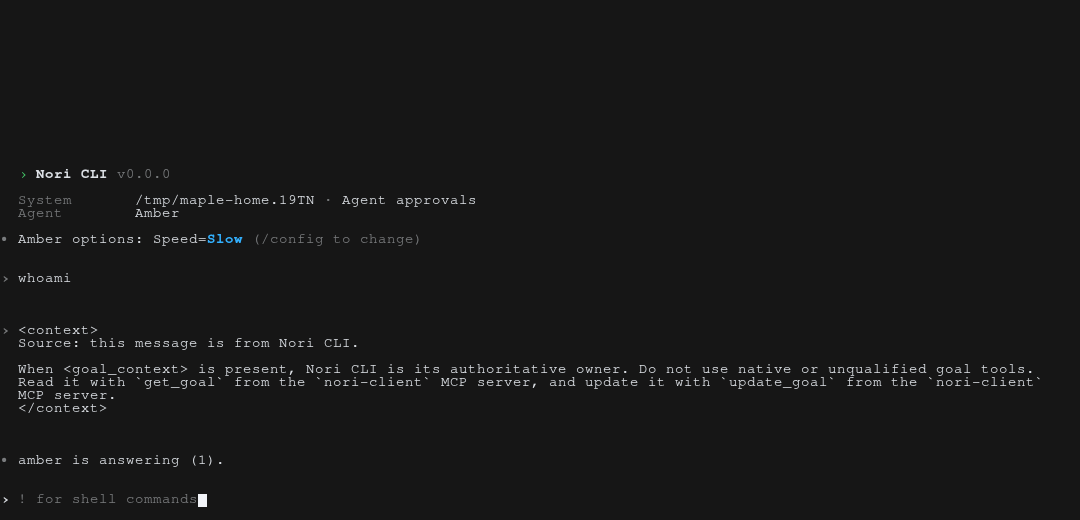 › Nori CLI v0.0.0
System /tmp/maple-home.19TN · Agent approvals
Agent Amber
• Amber options: Speed=Slow (/config to change)
› whoami
› <context>
Source: this message is from Nori CLI.
When <goal_context> is present, Nori CLI is its authoritative owner. Do not use native or unqualified goal tools.
Read it with `get_goal` from the `nori-client` MCP server, and update it with `update_goal` from the `nori-client`
MCP server.
</context>
• amber is answering (1).
› ! for shell commands